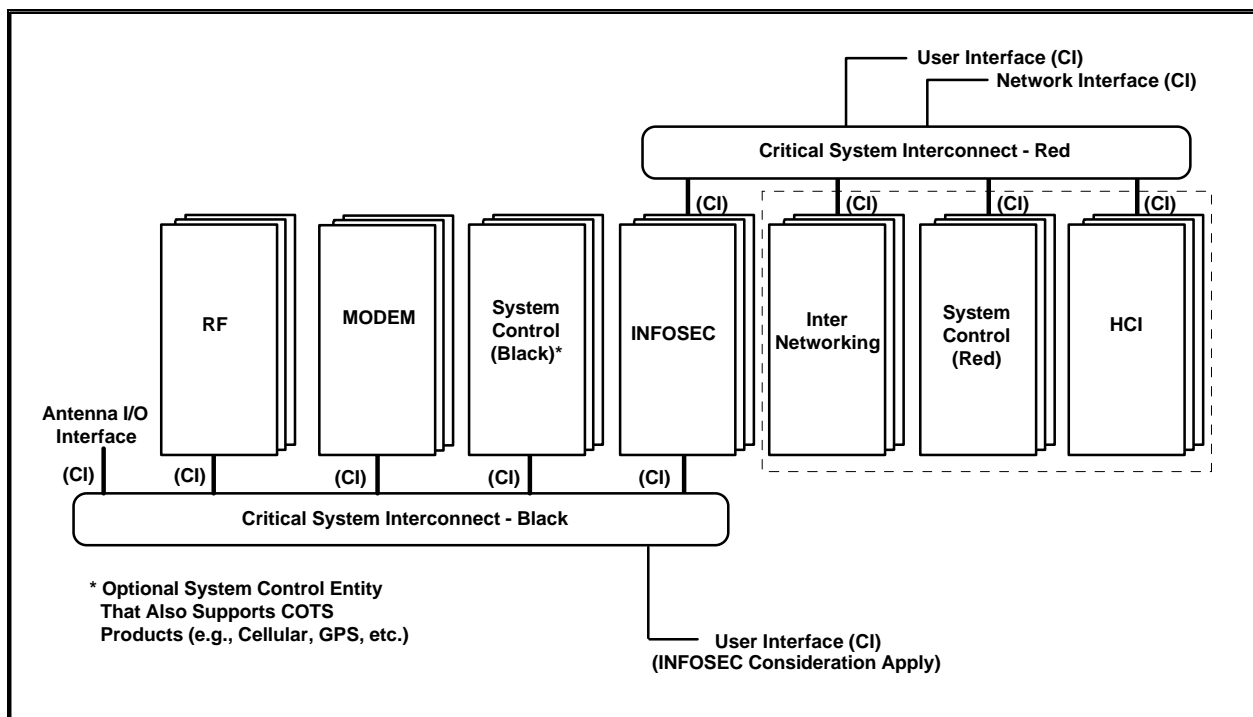 User Interface (CI)
Network Interface (CI)
Critical System Interconnect - Red
(CI)
(CI)
(CI)
(CI)
RF
MODEM
System
Control
(Black)*
INFOSEC
Inter
Networking
System
Control
(Red)
HCI
Antenna I/O
Interface
(CI)
(CI)
(CI)
(CI)
(CI)
Critical System Interconnect - Black
* Optional System Control Entity
That Also Supports COTS
Products (e.g., Cellular, GPS, etc.)
User Interface (CI)
(INFOSEC Consideration Apply)